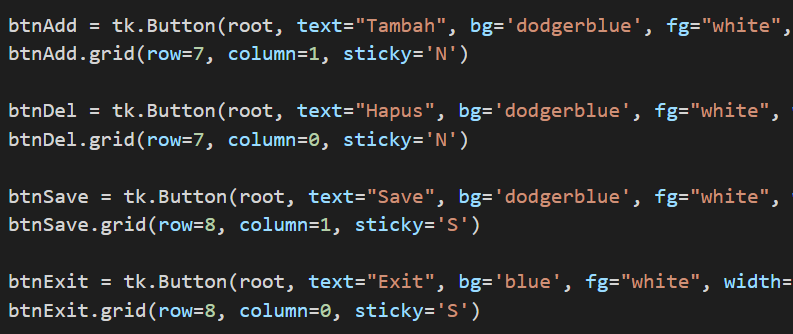 btnAdd = tk.Button(root, text="Tambah", bg='dodgerblue', fg="white",
btnAdd.grid(row=7, column=1, sticky='N')
btnDel = tk.Button(root, text="Hapus", bg='dodgerblue', fg="white",
btnDel.grid(row=7, column=0, sticky='N')
btnSave = tk.Button(root, text="Save", bg='dodgerblue', fg="white",
btnSave.grid(row=8, column=1, sticky='S')
btnExit = tk.Button(root, text="Exit", bg='blue', fg="white", width=
btnExit.grid(row=8, column=0, sticky='S')